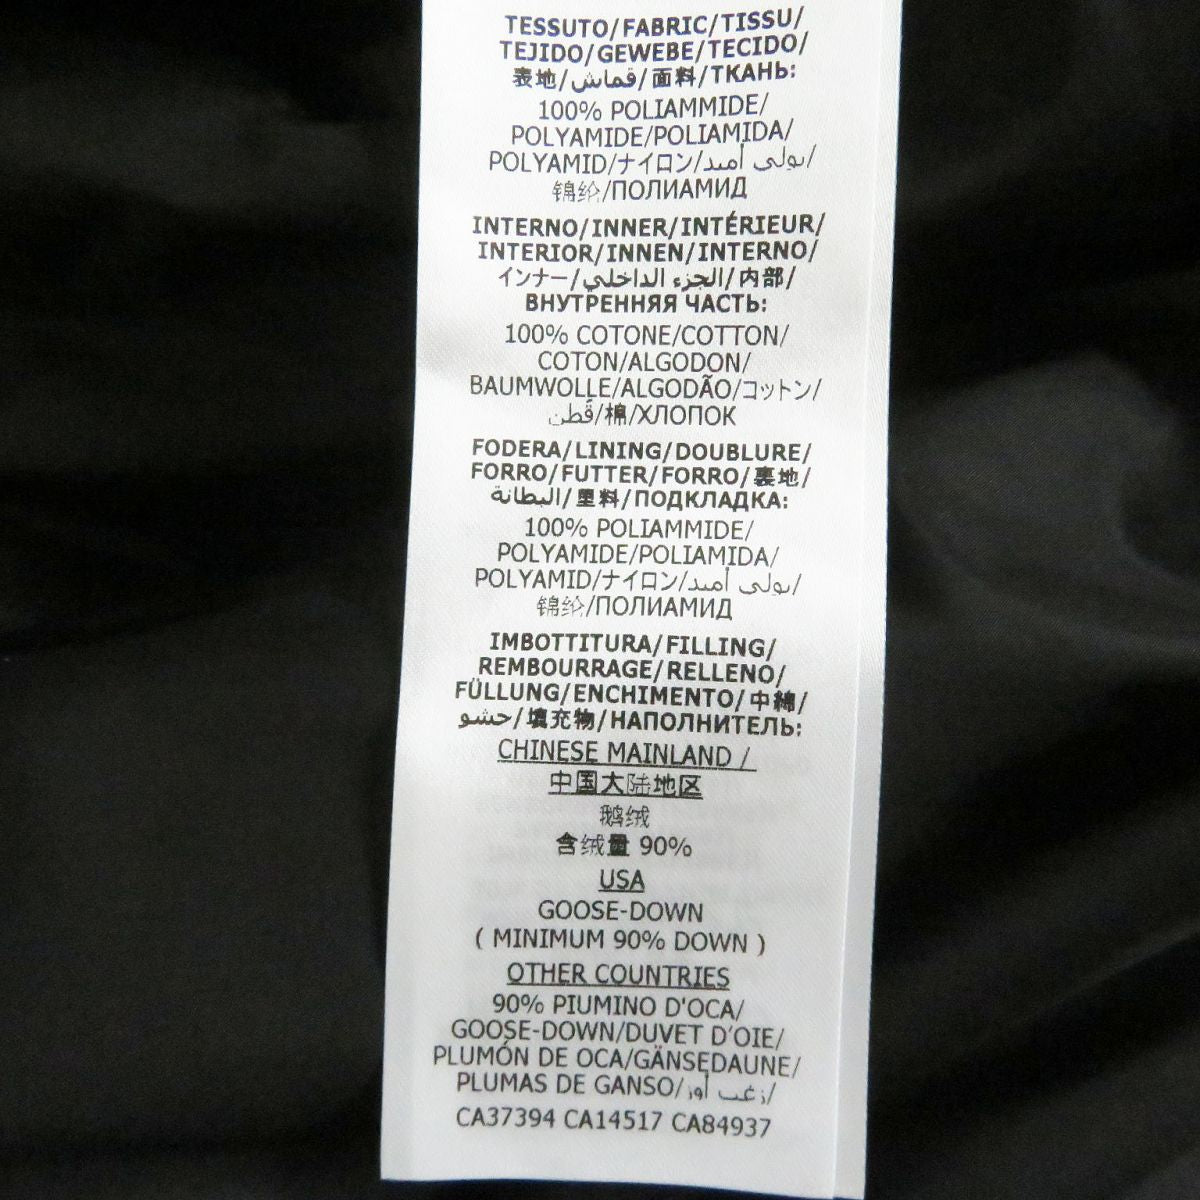 TESSUTO/FABRIC/TISSU/
TEJIDO/GEWEBE/TECIDO/
表地/قماش/面料/ТКАНЬ:
100% POLIAMMIDE/
POLYAMIDE/POLIAMIDA/
POLYAMID/ナイロン/بولي أميد/
锦纶/ПОЛИАМИД
INTERNO/INNER/INTÉRIEUR/
INTERIOR/INNEN/INTERNO/
インナー/الجزء الداخلي/内部/
ВНУТРЕННЯЯ ЧАСТЬ:
100% COTONE/COTTON/
COTON/ALGODON/
BAUMWOLLE/ALGODÃO/コットン/
قطن/棉/ХЛОПОК
FODERA/LINING/DOUBLURE/
FORRO/FUTTER/FORRO/裏地/
البطانة/里料/ПОДКЛАДКА:
100% POLIAMMIDE/
POLYAMIDE/POLIAMIDA/
POLYAMID/ナイロン/بولي أميد/
锦纶/ПОЛИАМИД
IMBOTTITURA/FILLING/
REMBOURRAGE/RELLENO/
FÜLLUNG/ENCHIMENTO/中綿/
حشو/填充物/НАПОЛНИТЕЛЬ:
CHINESE MAINLAND /
中国大陆地区
鹅绒
含绒量 90%
USA
GOOSE-DOWN
( MINIMUM 90% DOWN )
OTHER COUNTRIES
90% PIUMINO D'OCA/
GOOSE-DOWN/DUVET D'OIE/
PLUMÓN DE OCA/GÄNSEDAUNE/
PLUMAS DE GANSO/زغب أوز/
CA37394 CA14517 CA84937